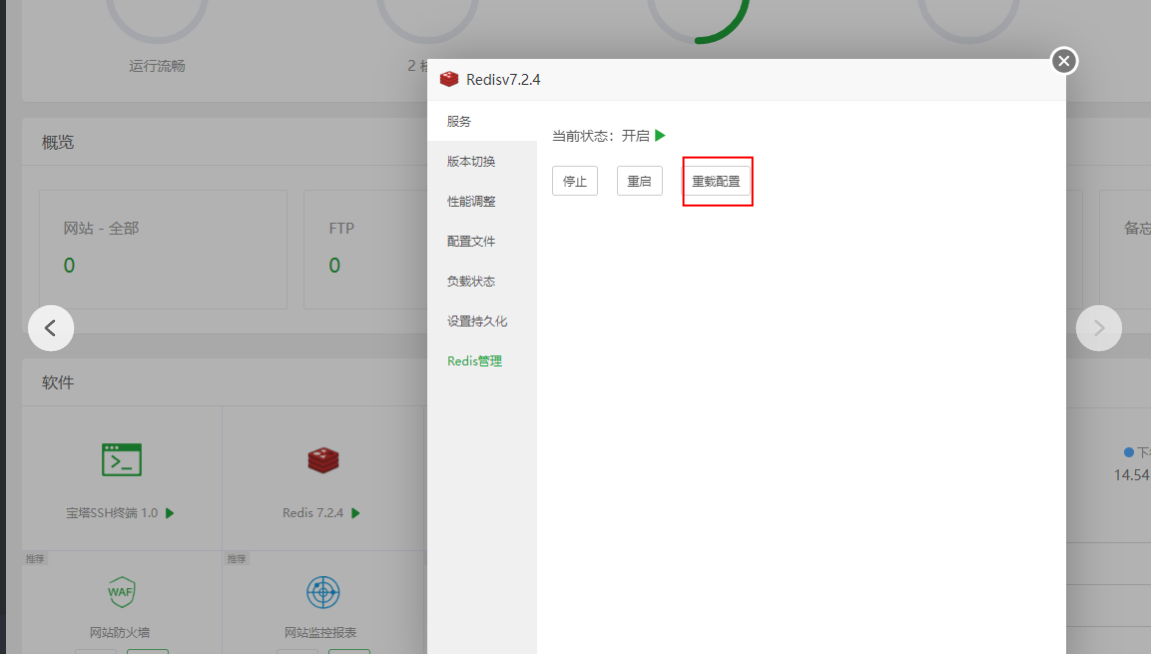 运行流畅
2 核
Redisv7.2.4
服务
当前状态：开启
概览
版本切换
停止
重启
重载配置
性能调整
网站 - 全部
FTP
备忘
配置文件
0
0
负载状态
设置持久化
Redis管理
软件
下行
14.54
宝塔SSH终端 1.0
Redis 7.2.4
推荐
推荐
WAF
网站防火墙
网站监控报表